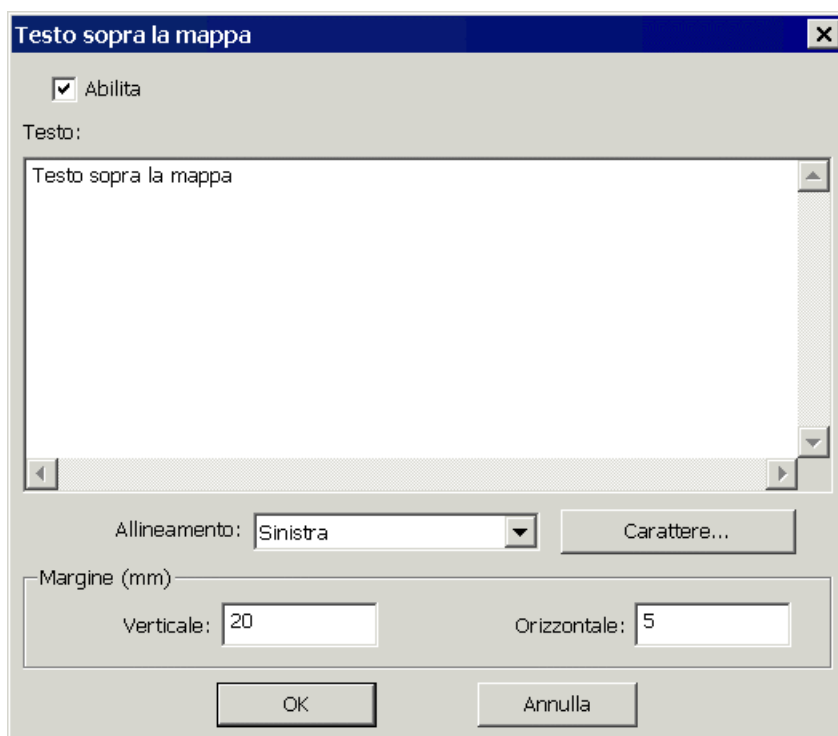 Testo sopra la mappa
Abilita
Testo:
Testo sopra la mappa
Allineamento: Sinistra Carattere...
Margine (mm)
Verticale: 20 Orizzontale: 5
OK Annulla